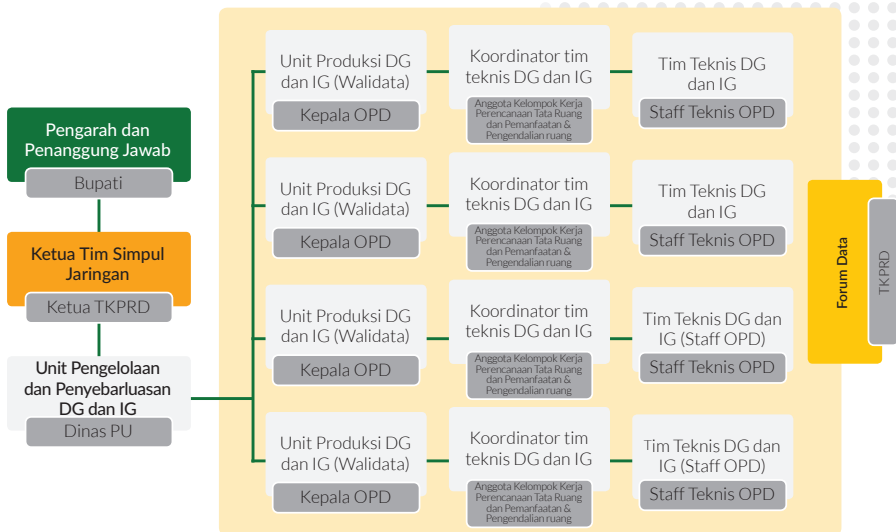 Pengarah dan
Penanggung Jawab
Bupati
Ketua Tim Simpul
Jaringan
Ketua TKPRD
Unit Pengelolaan
dan Penyebarluasan
DG dan IG
Dinas PU
Unit Produksi DG
dan IG (Walidata)
Kepala OPD
Koordinator tim
teknis DG dan IG
Anggota Kelompok Kerja
Perencanaan Tata Ruang
dan Pemanfaatan &
Pengendalian ruang
Tim Teknis DG
dan IG
Staff Teknis OPD
Unit Produksi DG
dan IG (Walidata)
Kepala OPD
Koordinator tim
teknis DG dan IG
Anggota Kelompok Kerja
Perencanaan Tata Ruang
dan Pemanfaatan &
Pengendalian ruang
Tim Teknis DG
dan IG
Staff Teknis OPD
Unit Produksi DG
dan IG (Walidata)
Kepala OPD
Koordinator tim
teknis DG dan IG
Anggota Kelompok Kerja
Perencanaan Tata Ruang
dan Pemanfaatan &
Pengendalian ruang
Tim Teknis DG dan
IG (Staff OPD)
Staff Teknis OPD
Unit Produksi DG
dan IG (Walidata)
Kepala OPD
Koordinator tim
teknis DG dan IG
Anggota Kelompok Kerja
Perencanaan Tata Ruang
dan Pemanfaatan &
Pengendalian ruang
Tim Teknis DG dan
IG (Staff OPD)
Staff Teknis OPD
Forum Data
TKPRD